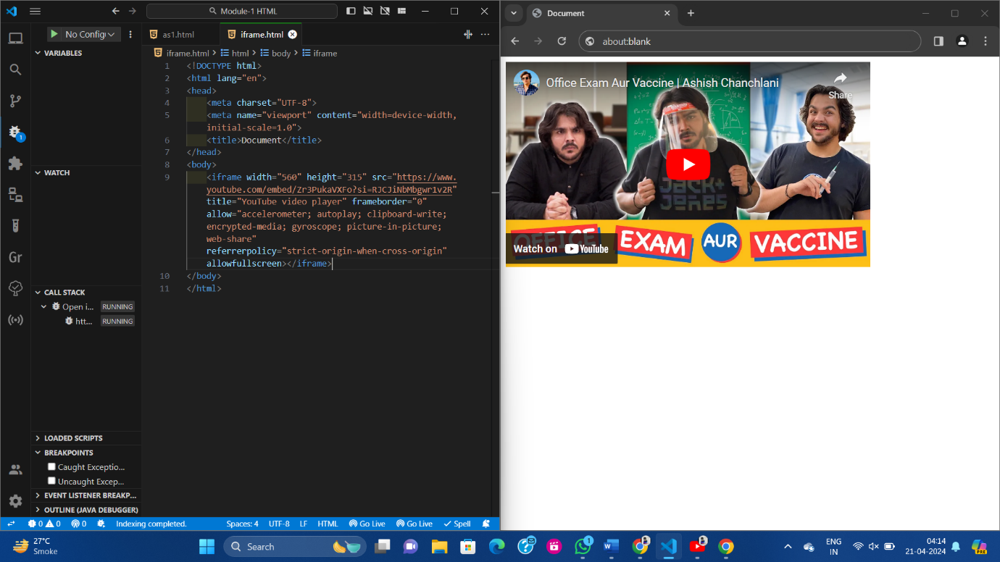 Module-1 HTML
No Config
VARIABLES
WATCH
CALL STACK
Open i... RUNNING
htt... RUNNING
LOADED SCRIPTS
BREAKPOINTS
Caught Exceptio...
Uncaught Excep...
EVENT LISTENER BREAKP...
OUTLINE (JAVA DEBUGGER)
1
Gr
as1.html iframe.html
iframe.html > html > body > iframe
1 <!DOCTYPE html>
2 <html lang="en">
3 <head>
4 <meta charset="UTF-8">
5 <meta name="viewport" content="width=device-width,
initial-scale=1.0">
6 <title>Document</title>
7 </head>
8 <body>
9 <iframe width="560" height="315" src="https://www.
youtube.com/embed/Zr3PukaVXFo?si=RJCJiNbMbgwr1v2R"
title="YouTube video player" frameborder="0"
allow="accelerometer; autoplay; clipboard-write;
encrypted-media; gyroscope; picture-in-picture;
web-share"
referrerpolicy="strict-origin-when-cross-origin"
allowfullscreen></iframe>
10 </body>
11 </html>
0 0 0 Indexing completed. Spaces: 4 UTF-8 LF HTML Go Live Go Live Spell
Document
about:blank
Office Exam Aur Vaccine | Ashish Chanchlani
Share
JACK+
JONES
OFFICE EXAM AUR VACCINE
Watch on YouTube
27°C
Smoke
Search
1
ENG
IN
04:14
21-04-2024
PRE